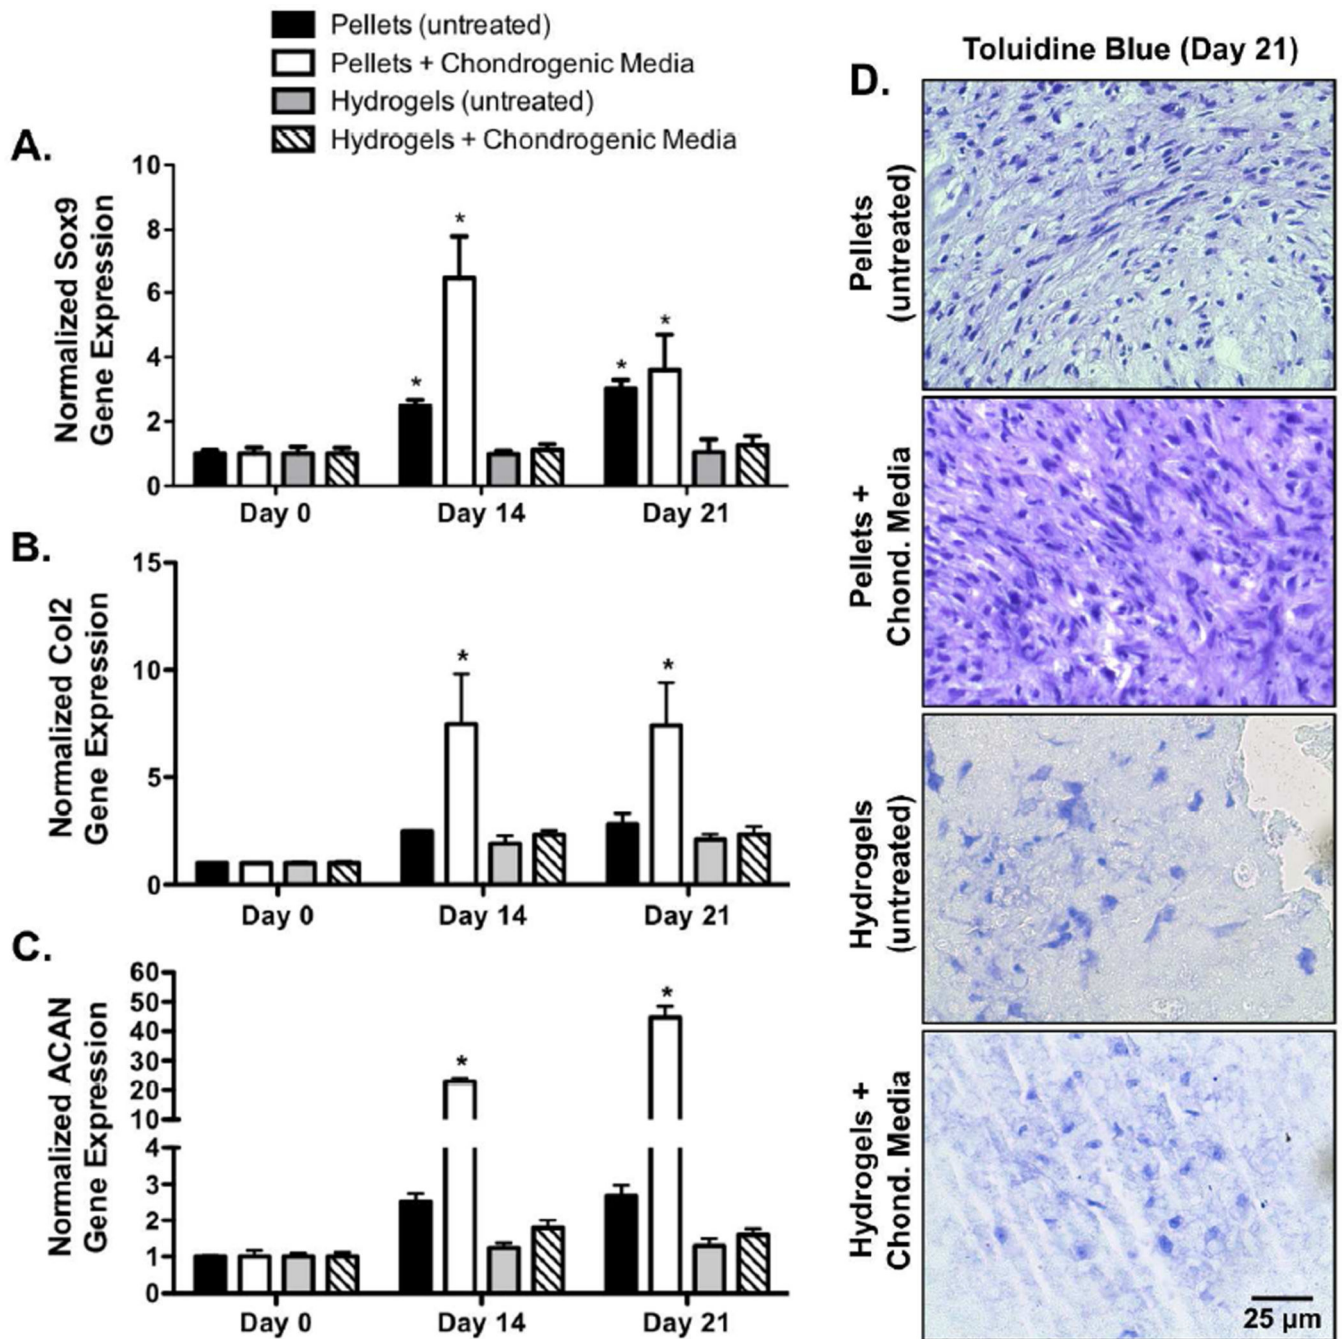 Pellets (untreated)
Pellets + Chondrogenic Media
Hydrogels (untreated)
Hydrogels + Chondrogenic Media
A.
Normalized Sox9
Gene Expression
10
8
6
4
2
0
*
*
*
*
Day 0
Day 14
Day 21
B.
Normalized Col2
Gene Expression
15
10
5
0
*
*
Day 0
Day 14
Day 21
C.
Normalized ACAN
Gene Expression
60
50
40
30
20
10
4
3
2
1
0
*
*
Day 0
Day 14
Day 21
D.
Toluidine Blue (Day 21)
Pellets
(untreated)
Pellets +
Chond. Media
Hydrogels
(untreated)
Hydrogels +
Chond. Media
25 µm